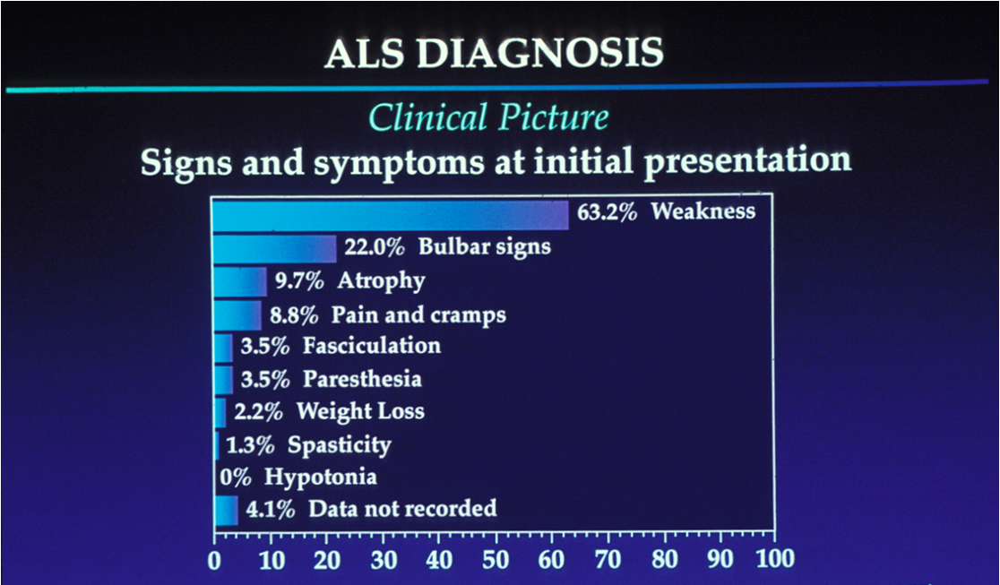 ALS DIAGNOSIS
Clinical Picture
Signs and symptoms at initial presentation
63.2% Weakness
22.0% Bulbar signs
9.7% Atrophy
8.8% Pain and cramps
3.5% Fasciculation
3.5% Paresthesia
2.2% Weight Loss
1.3% Spasticity
0% Hypotonia
4.1% Data not recorded
0 10 20 30 40 50 60 70 80 90 100